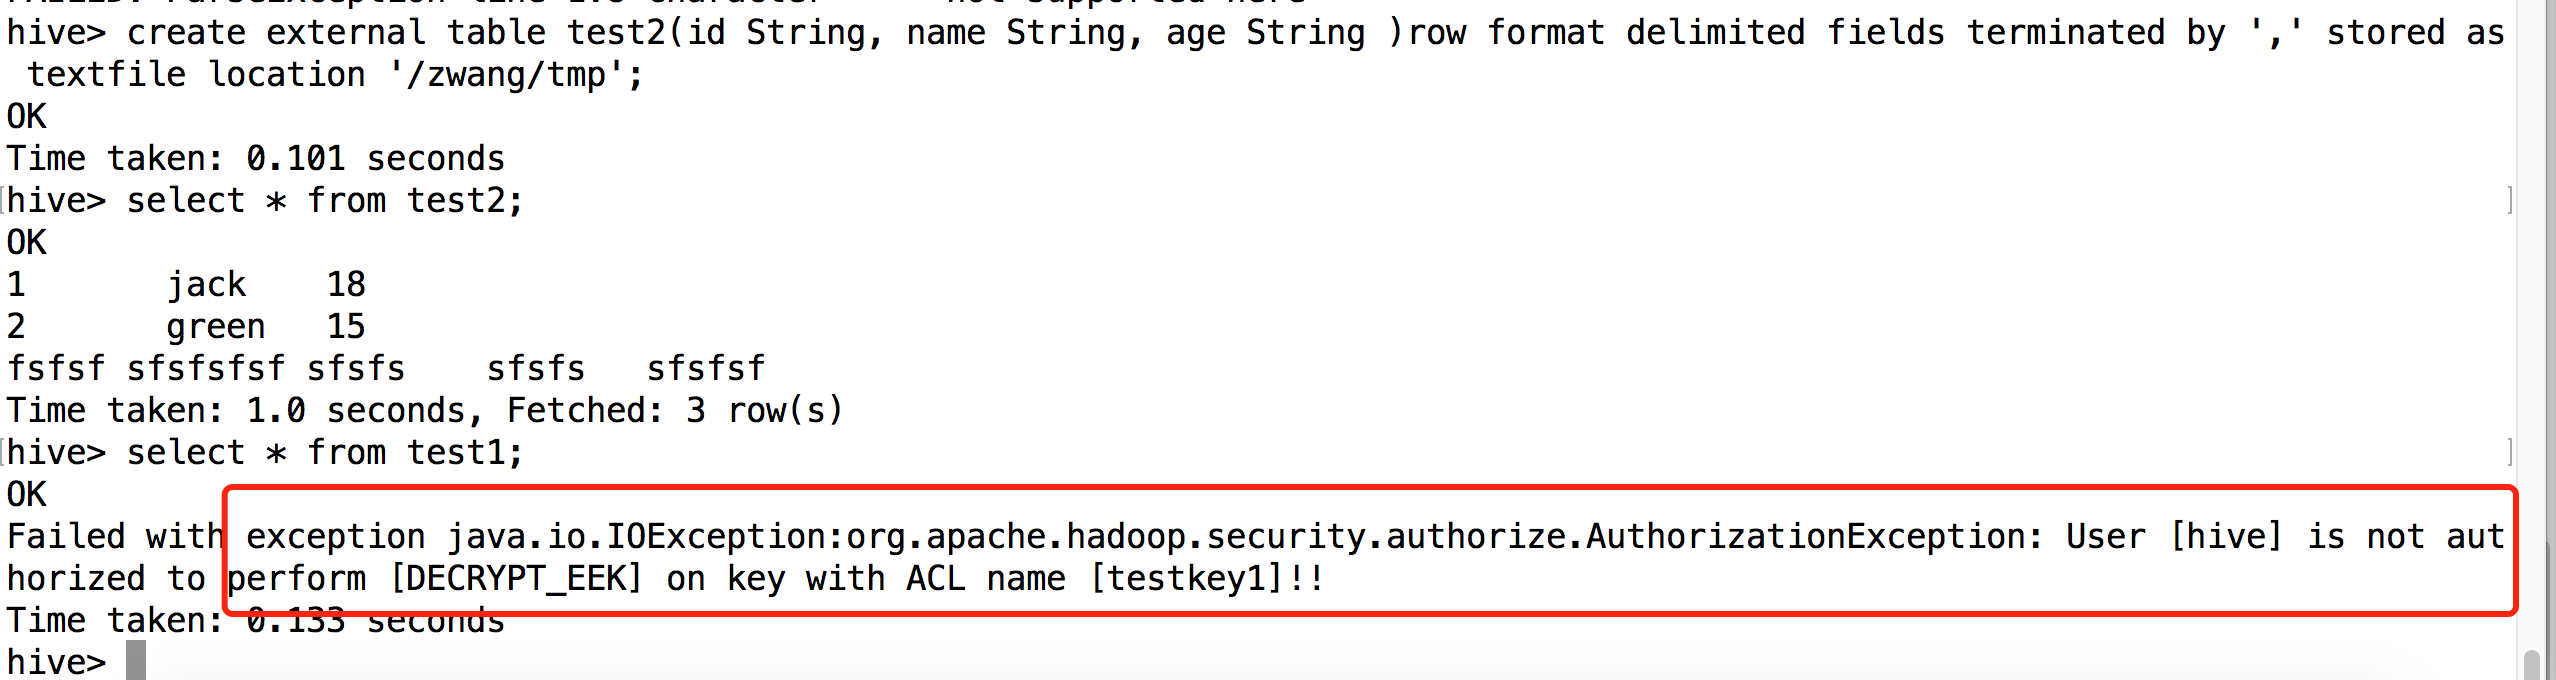 hive> create external table test2(id String, name String, age String )row format delimited fields terminated by ',' stored as
 textfile location '/zwang/tmp';
OK
Time taken: 0.101 seconds
[hive> select * from test2; ]
OK
1       jack    18
2       green   15
fsfsf sfsfsfsf sfsfs    sfsfs   sfsfsf
Time taken: 1.0 seconds, Fetched: 3 row(s)
[hive> select * from test1; ]
OK
Failed with exception java.io.IOException:org.apache.hadoop.security.authorize.AuthorizationException: User [hive] is not aut
horized to perform [DECRYPT_EEK] on key with ACL name [testkey1]!!
Time taken: 0.133 seconds
hive>